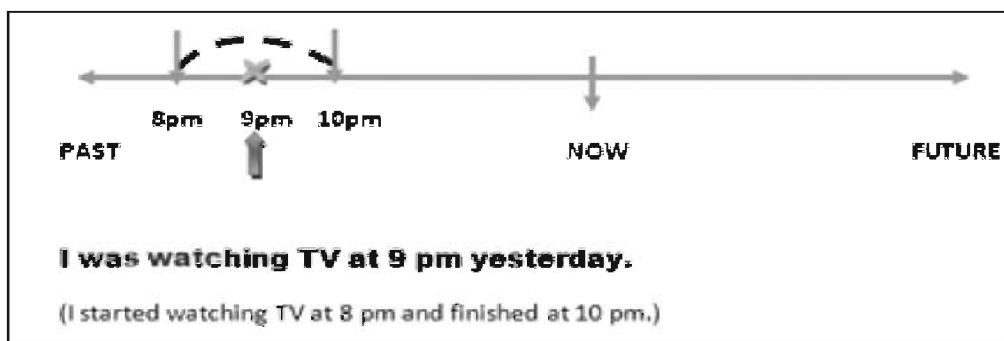 8pm 9pm 10pm
PAST NOW FUTURE
I was watching TV at 9 pm yesterday.
(I started watching TV at 8 pm and finished at 10 pm.)